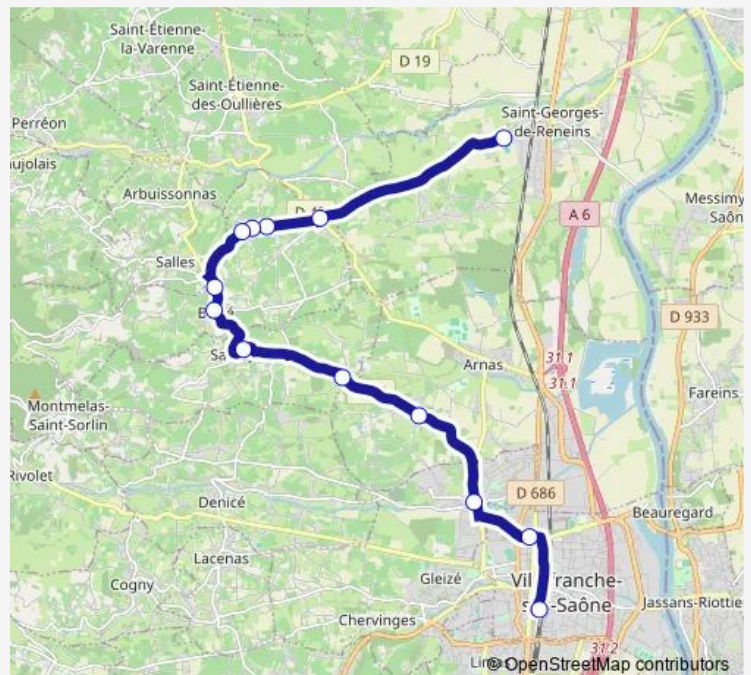 Saint-Étienne-
la-Varenne
D 19
Saint-Étienne-
des-Oullières
Saint-Georges-
de-Reneins
Perréon
aujolais
Arbuissonnas
Messimy
Saôn
A 6
Salles
D 933
31.1
31.1
Arnas
Fareins
Montmelas-
Saint-Sorlin
Rivolet
D 686
Denicé
Beauregard
Lacenas
Cogny
Gleizé
Jassans-Riottie
Chervinges
31.2
© OpenStreetMap contributors